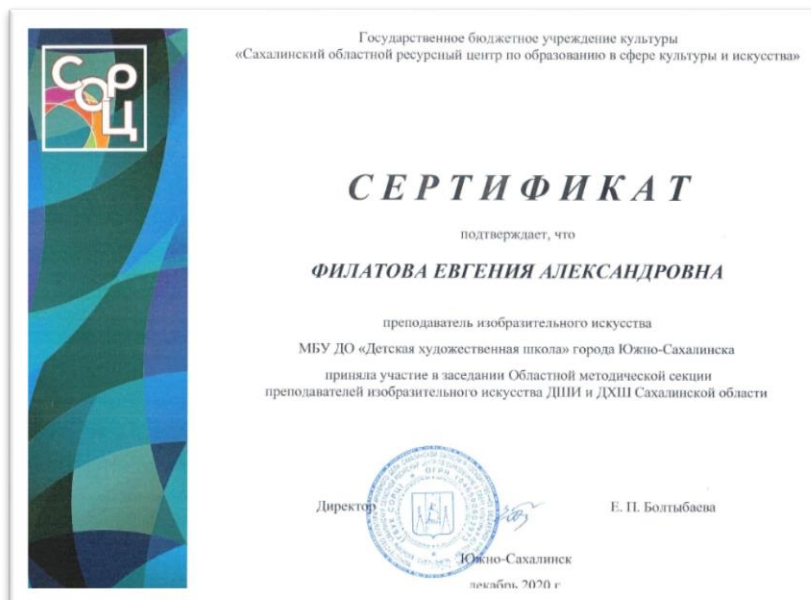 СОРЦ
Государственное бюджетное учреждение культуры
«Сахалинский областной ресурсный центр по образованию в сфере культуры и искусства»
СЕРТИФИКАТ
подтверждает, что
ФИЛАТОВА ЕВГЕНИЯ АЛЕКСАНДРОВНА
преподаватель изобразительного искусства
МБУ ДО «Детская художественная школа» города Южно-Сахалинска
приняла участие в заседании Областной методической секции
преподавателей изобразительного искусства ДШИ и ДХШ Сахалинской области
Директор
Е. П. Болтыбаева
Южно-Сахалинск
декабрь 2020 г